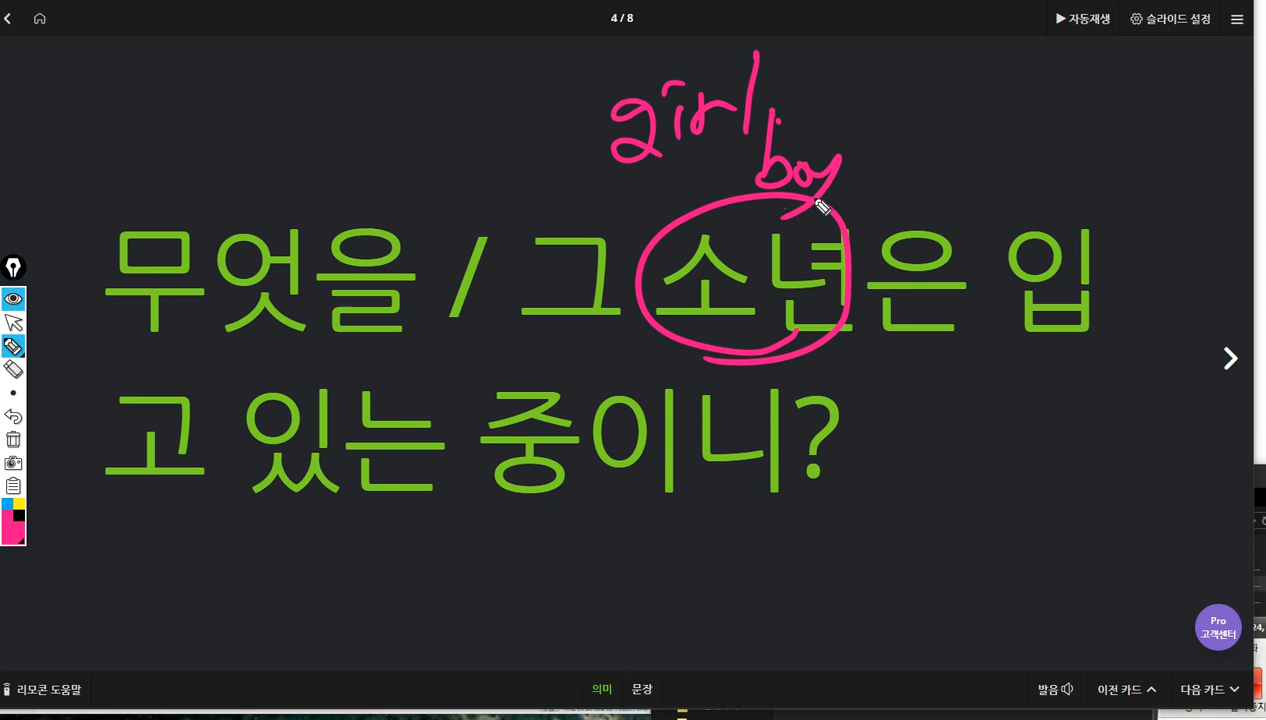 4 / 8
자동재생
슬라이드 설정
girl.
boy
무엇을 / 그 소년은 입
고 있는 중이니?
Pro
고객센터
24,
리모콘 도움말
의미
문장
발음
이전 카드
다음 카드